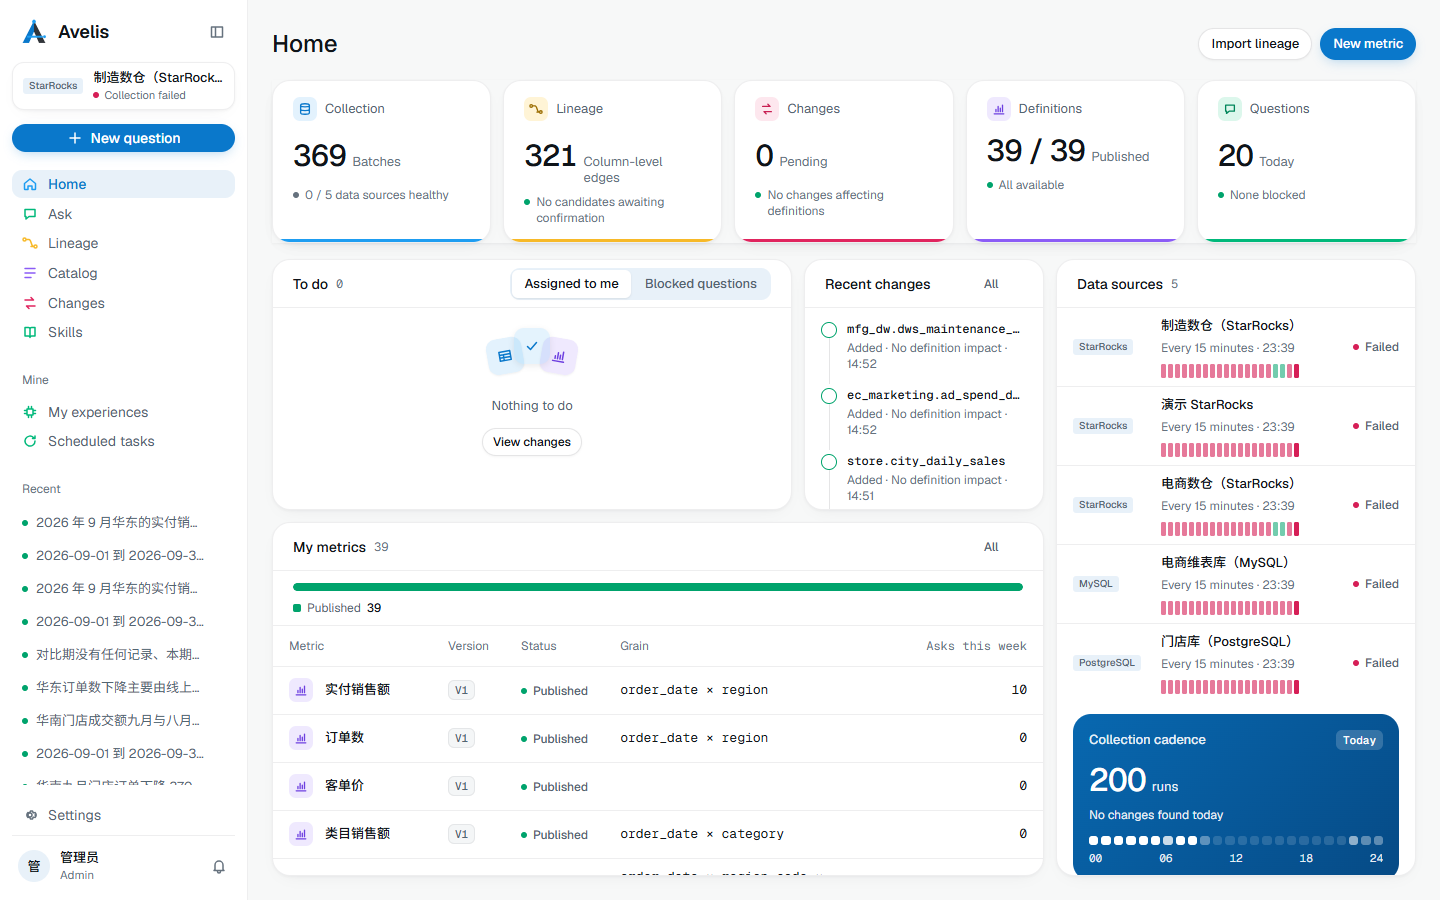 Avelis
StarRocks
制造数仓（StarRock...
Collection failed
New question
Home
Ask
Lineage
Catalog
Changes
Skills
Mine
My experiences
Scheduled tasks
Recent
2026 年 9 月华东的实付销...
2026-09-01 到 2026-09-3...
2026 年 9 月华东的实付销...
2026-09-01 到 2026-09-3...
对比期没有任何记录、本期...
华东订单数下降主要由线上...
华南门店成交额九月与八月...
2026-09-01 到 2026-09-3...
Settings
管
管理员
Admin
Home
Import lineage
New metric
Collection
369 Batches
0 / 5 data sources healthy
Lineage
321 Column-level
edges
No candidates awaiting
confirmation
Changes
0 Pending
No changes affecting
definitions
Definitions
39 / 39 Published
All available
Questions
20 Today
None blocked
To do 0
Assigned to me
Blocked questions
Nothing to do
View changes
Recent changes
All
mfg_dw.dws_maintenance_...
Added · No definition impact ·
14:52
ec_marketing.ad_spend_d...
Added · No definition impact ·
14:52
store.city_daily_sales
Added · No definition impact ·
14:51
My metrics 39
All
Published 39
Metric Version Status Grain Asks this week
实付销售额 V1 Published order_date × region 10
订单数 V1 Published order_date × region 0
客单价 V1 Published 0
类目销售额 V1 Published order_date × category 0
Data sources 5
StarRocks
制造数仓（StarRocks）
Every 15 minutes · 23:39
Failed
StarRocks
演示 StarRocks
Every 15 minutes · 23:39
Failed
StarRocks
电商数仓（StarRocks）
Every 15 minutes · 23:39
Failed
MySQL
电商维表库（MySQL）
Every 15 minutes · 23:39
Failed
PostgreSQL
门店库（PostgreSQL）
Every 15 minutes · 23:39
Failed
Collection cadence
Today
200 runs
No changes found today
00 06 12 18 24